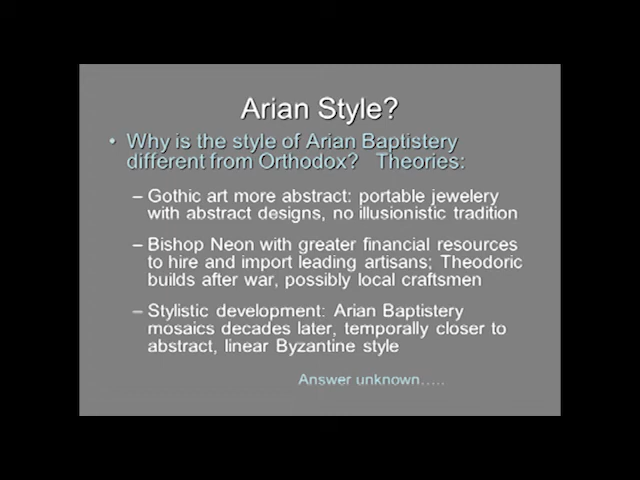 Arian Style?
• Why is the style of Arian Baptistery
different from Orthodox? Theories:
– Gothic art more abstract: portable jewelery
with abstract designs, no illusionistic tradition
– Bishop Neon with greater financial resources
to hire and import leading artisans; Theodoric
builds after war, possibly local craftsmen
– Stylistic development: Arian Baptistery
mosaics decades later, temporally closer to
abstract, linear Byzantine style
Answer unknown.....